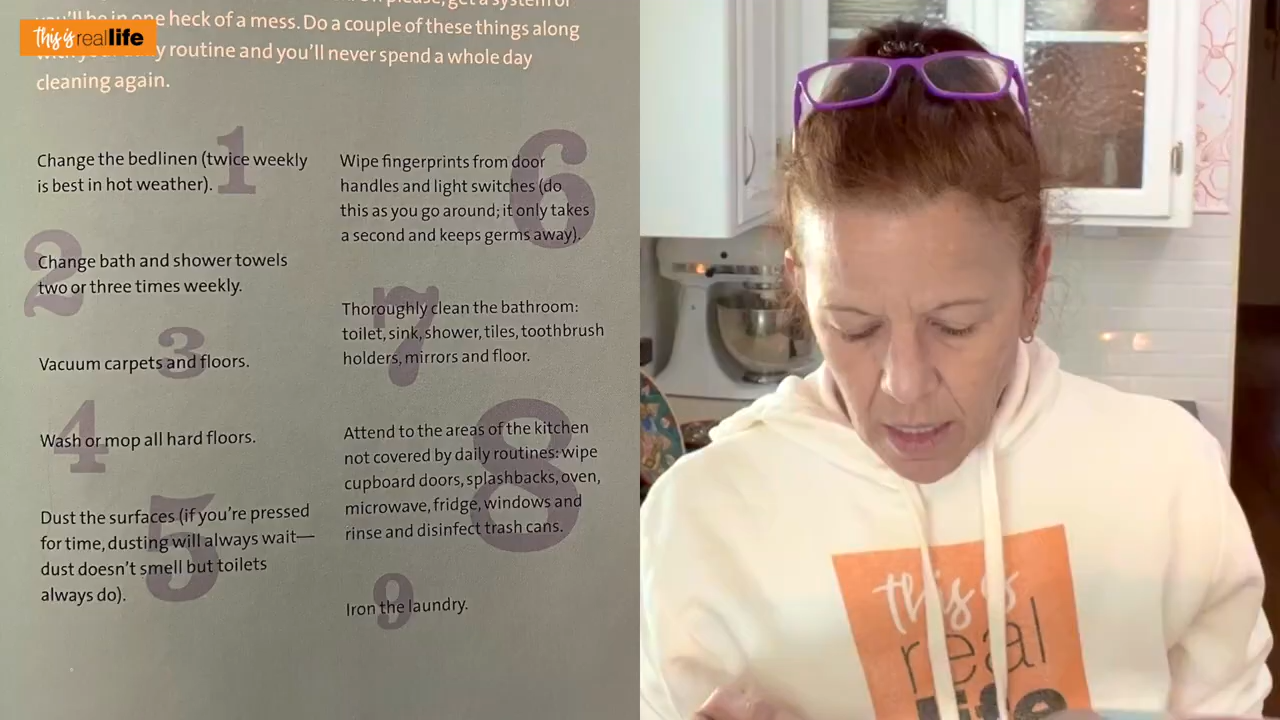 please, get a system or
you'll be in one heck of a mess. Do a couple of these things along
with your daily routine and you'll never spend a whole day
cleaning again.
this is real life
1
Change the bedlinen (twice weekly
is best in hot weather).
2
Change bath and shower towels
two or three times weekly.
3
Vacuum carpets and floors.
4
Wash or mop all hard floors.
5
Dust the surfaces (if you're pressed
for time, dusting will always wait—
dust doesn't smell but toilets
always do).
6
Wipe fingerprints from door
handles and light switches (do
this as you go around; it only takes
a second and keeps germs away).
7
Thoroughly clean the bathroom:
toilet, sink, shower, tiles, toothbrush
holders, mirrors and floor.
8
Attend to the areas of the kitchen
not covered by daily routines: wipe
cupboard doors, splashbacks, oven,
microwave, fridge, windows and
rinse and disinfect trash cans.
9
Iron the laundry.
this is
real
life